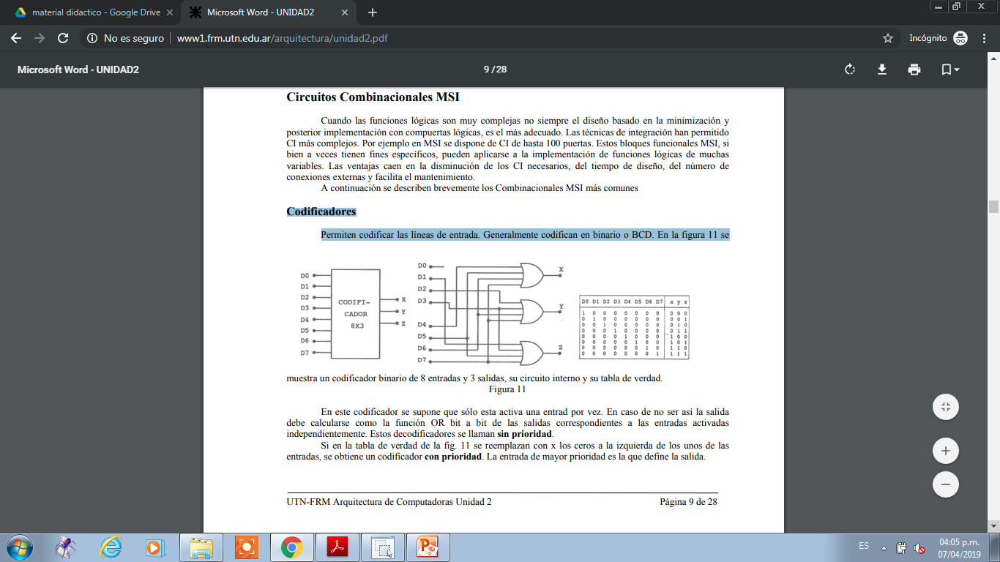 material didactico - Google Drive
Microsoft Word - UNIDAD2
No es seguro
www1.frm.utn.edu.ar/arquitectura/unidad2.pdf
Incógnito
Microsoft Word - UNIDAD2
9 / 28
Circuitos Combinacionales MSI
Cuando las funciones lógicas son muy complejas no siempre el diseño basado en la minimización y
posterior implementación con compuertas lógicas, es el más adecuado. Las técnicas de integración han permitido
CI más complejos. Por ejemplo en MSI se dispone de CI de hasta 100 puertas. Estos bloques funcionales MSI, si
bien a veces tienen fines específicos, pueden aplicarse a la implementación de funciones lógicas de muchas
variables. Las ventajas caen en la disminución de los CI necesarios, del tiempo de diseño, del número de
conexiones externas y facilita el mantenimiento.
A continuación se describen brevemente los Combinacionales MSI más comunes
Codificadores
Permiten codificar las líneas de entrada. Generalmente codifican en binario o BCD. En la figura 11 se
D0
D1
D2
D3
D4
D5
D6
D7
CODIFI-
CADOR
8X3
X
Y
Z
D0
D1
D2
D3
D4
D5
D6
D7
X
Y
Z
D0 D1 D2 D3 D4 D5 D6 D7 x y z
1 0 0 0 0 0 0 0 0 0 0
0 1 0 0 0 0 0 0 0 0 1
0 0 1 0 0 0 0 0 0 1 0
0 0 0 1 0 0 0 0 0 1 1
0 0 0 0 1 0 0 0 1 0 0
0 0 0 0 0 1 0 0 1 0 1
0 0 0 0 0 0 1 0 1 1 0
0 0 0 0 0 0 0 1 1 1 1
muestra un codificador binario de 8 entradas y 3 salidas, su circuito interno y su tabla de verdad.
Figura 11
En este codificador se supone que sólo esta activa una entrad por vez. En caso de no ser así la salida
debe calcularse como la función OR bit a bit de las salidas correspondientes a las entradas activadas
independientemente. Estos decodificadores se llaman sin prioridad.
Si en la tabla de verdad de la fig. 11 se reemplazan con x los ceros a la izquierda de los unos de las
entradas, se obtiene un codificador con prioridad. La entrada de mayor prioridad es la que define la salida.
UTN-FRM Arquitectura de Computadoras Unidad 2
Página 9 de 28
ES
04:05 p.m.
07/04/2019